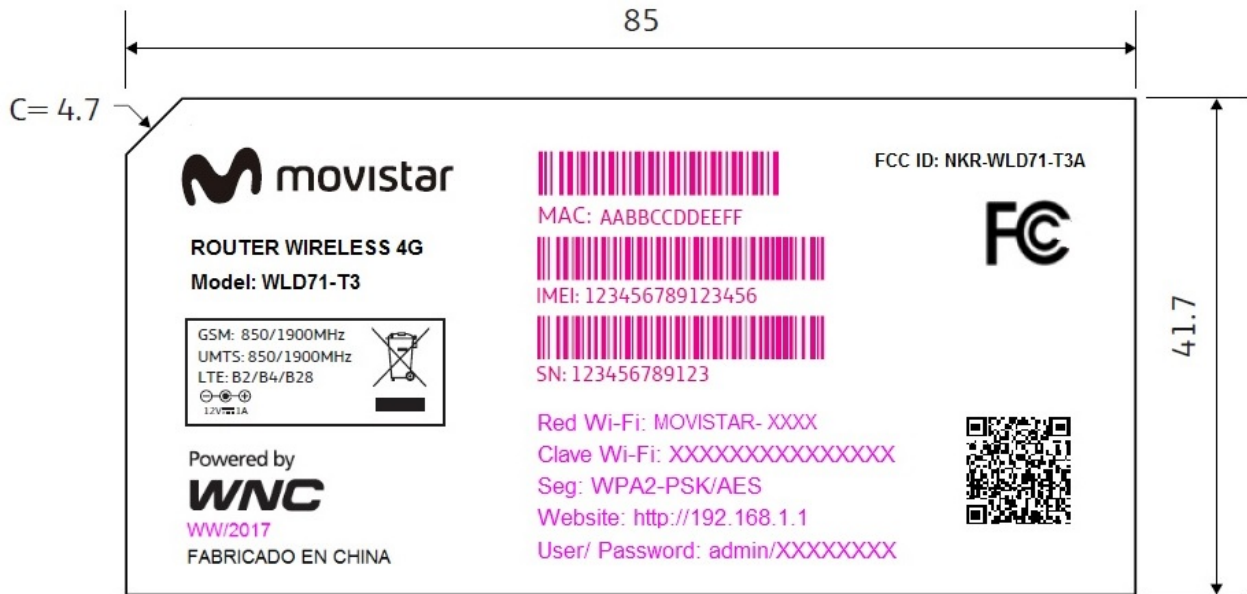 85
C= 4.7
movistar
ROUTER WIRELESS 4G
Model: WLD71-T3
GSM: 850/1900MHz
UMTS: 850/1900MHz
LTE: B2/B4/B28
12V 1A
Powered by
WNC
WW/2017
FABRICADO EN CHINA
MAC: AABBCCDDEEFF
IMEI: 123456789123456
SN: 123456789123
Red Wi-Fi: MOVISTAR- XXXX
Clave Wi-Fi: XXXXXXXXXXXXXXX
Seg: WPA2-PSK/AES
Website: http://192.168.1.1
User/ Password: admin/XXXXXXXX
FCC ID: NKR-WLD71-T3A
FC
41.7